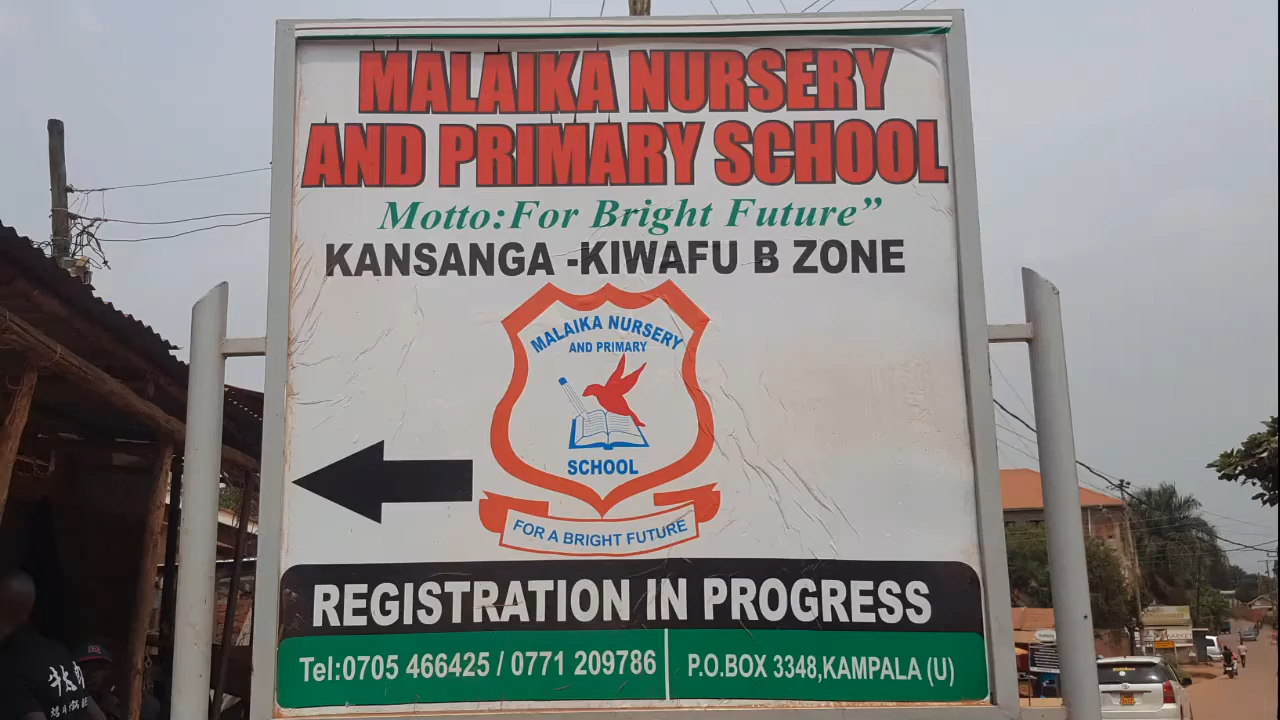 MALAIKA NURSERY
AND PRIMARY SCHOOL
Motto:For Bright Future”
KANSANGA -KIWAFU B ZONE
MALAIKA NURSERY
AND PRIMARY
SCHOOL
FOR A BRIGHT FUTURE
REGISTRATION IN PROGRESS
Tel:0705 466425 / 0771 209786
P.O.BOX 3348,KAMPALA (U)